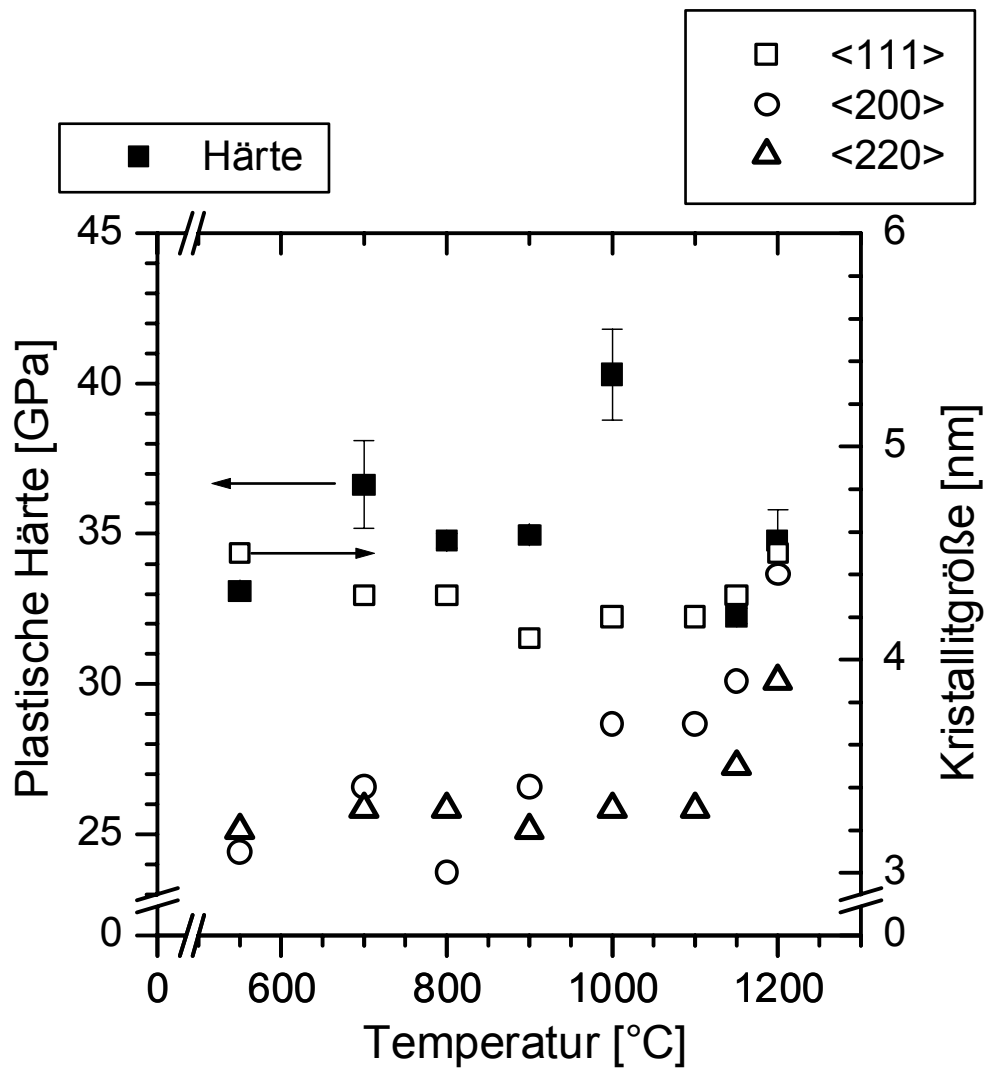 <111>
<200>
<220>
Härte
45
40
35
30
25
0
Plastische Härte [GPa]
6
5
4
3
0
Kristallitgröße [nm]
0 600 800 1000 1200
Temperatur [°C]